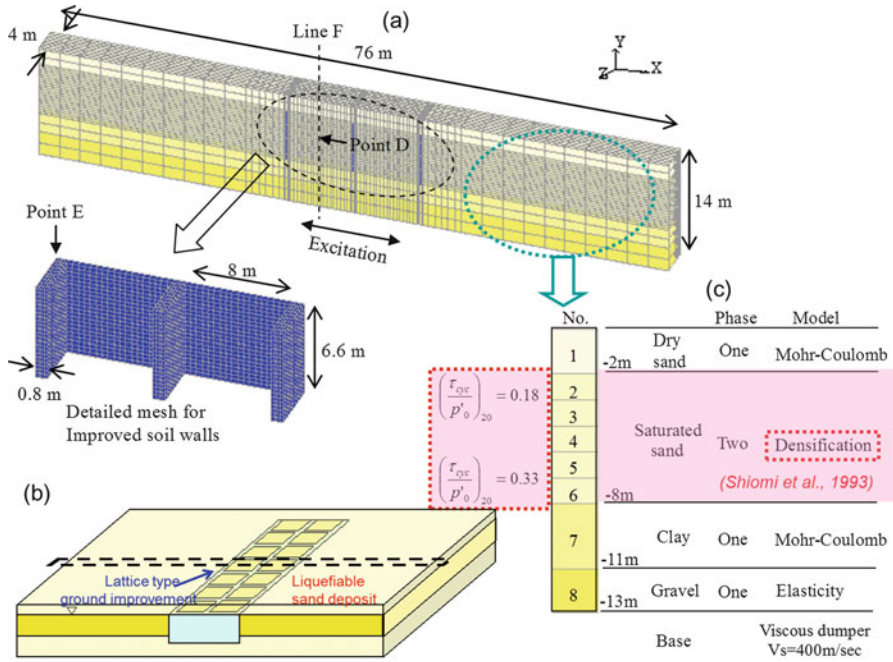 (a)
Line F
4 m
76 m
Y
Z
X
Point D
14 m
Point E
Excitation
8 m
6.6 m
0.8 m
Detailed mesh for
Improved soil walls
(c)
No.
Phase
Model
1
-2m
Dry
sand
One
Mohr-Coulomb
2
3
4
5
6
(τcyc/p'0)20 = 0.18
(τcyc/p'0)20 = 0.33
Saturated
sand
Two
Densification
(Shiomi et al., 1993)
-8m
7
Clay
One
Mohr-Coulomb
-11m
8
Gravel
One
Elasticity
-13m
Base
Viscous dumper
Vs=400m/sec
(b)
Lattice type
ground improvement
Liquefiable
sand deposit